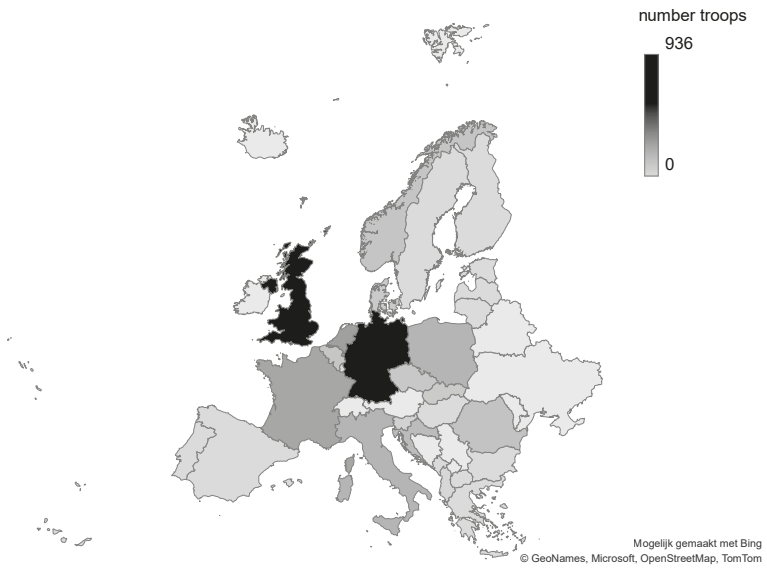 number troops
936
0
Mogelijk gemaakt met Bing
© GeoNames, Microsoft, OpenStreetMap, TomTom